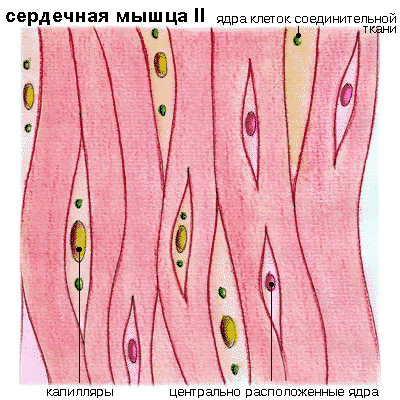 сердечная мышца II
ядра клеток соединительной
ткани
капилляры
центрально расположенные ядра